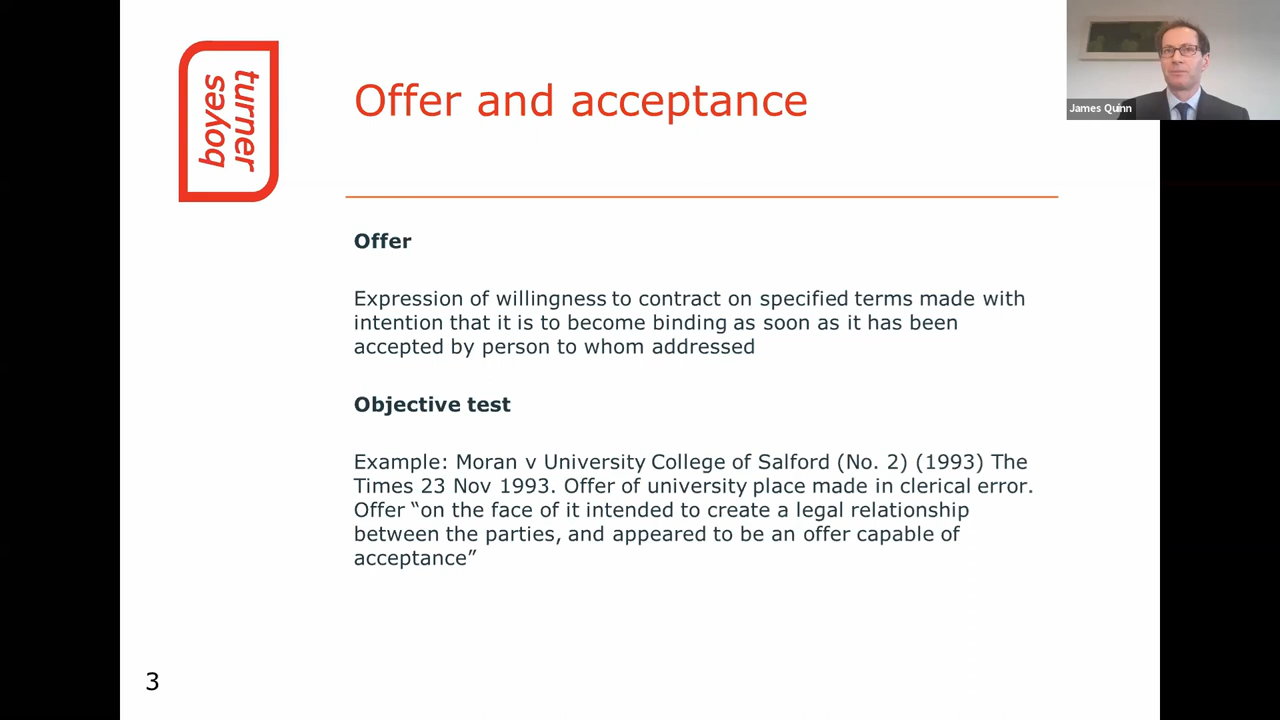 boyes
turner
Offer and acceptance
James Quinn
Offer
Expression of willingness to contract on specified terms made with
intention that it is to become binding as soon as it has been
accepted by person to whom addressed
Objective test
Example: Moran v University College of Salford (No. 2) (1993) The
Times 23 Nov 1993. Offer of university place made in clerical error.
Offer “on the face of it intended to create a legal relationship
between the parties, and appeared to be an offer capable of
acceptance”
3